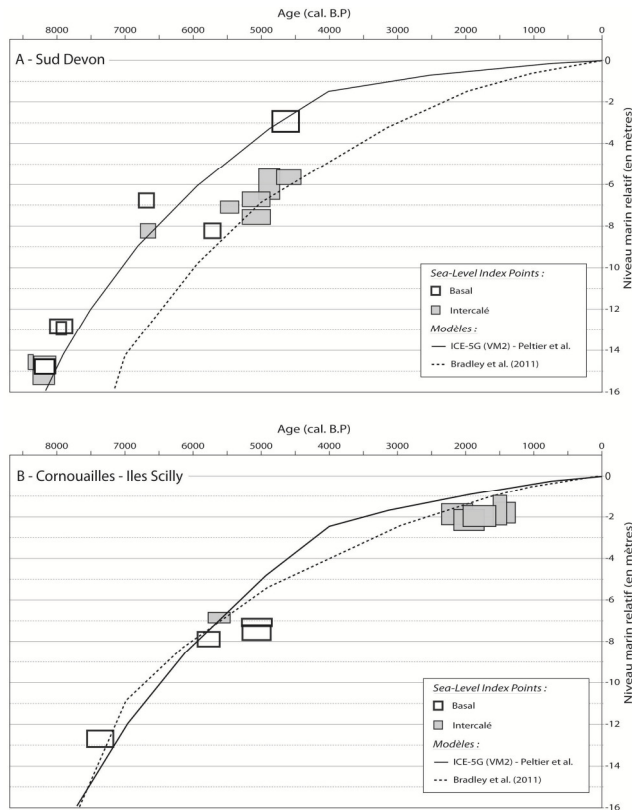 Age (cal. B.P)
8000 7000 6000 5000 4000 3000 2000 1000 0
A - Sud Devon
0
-2
-4
-6
-8
-10
-12
-14
-16
Niveau marin relatif (en mètres)
Sea-Level Index Points :
Basal
Intercalé
Modèles :
ICE-5G (VM2) - Peltier et al.
Bradley et al. (2011)
Age (cal. B.P)
8000 7000 6000 5000 4000 3000 2000 1000 0
B - Cornouailles - Iles Scilly
0
-2
-4
-6
-8
-10
-12
-14
-16
Niveau marin relatif (en mètres)
Sea-Level Index Points :
Basal
Intercalé
Modèles :
ICE-5G (VM2) - Peltier et al.
Bradley et al. (2011)